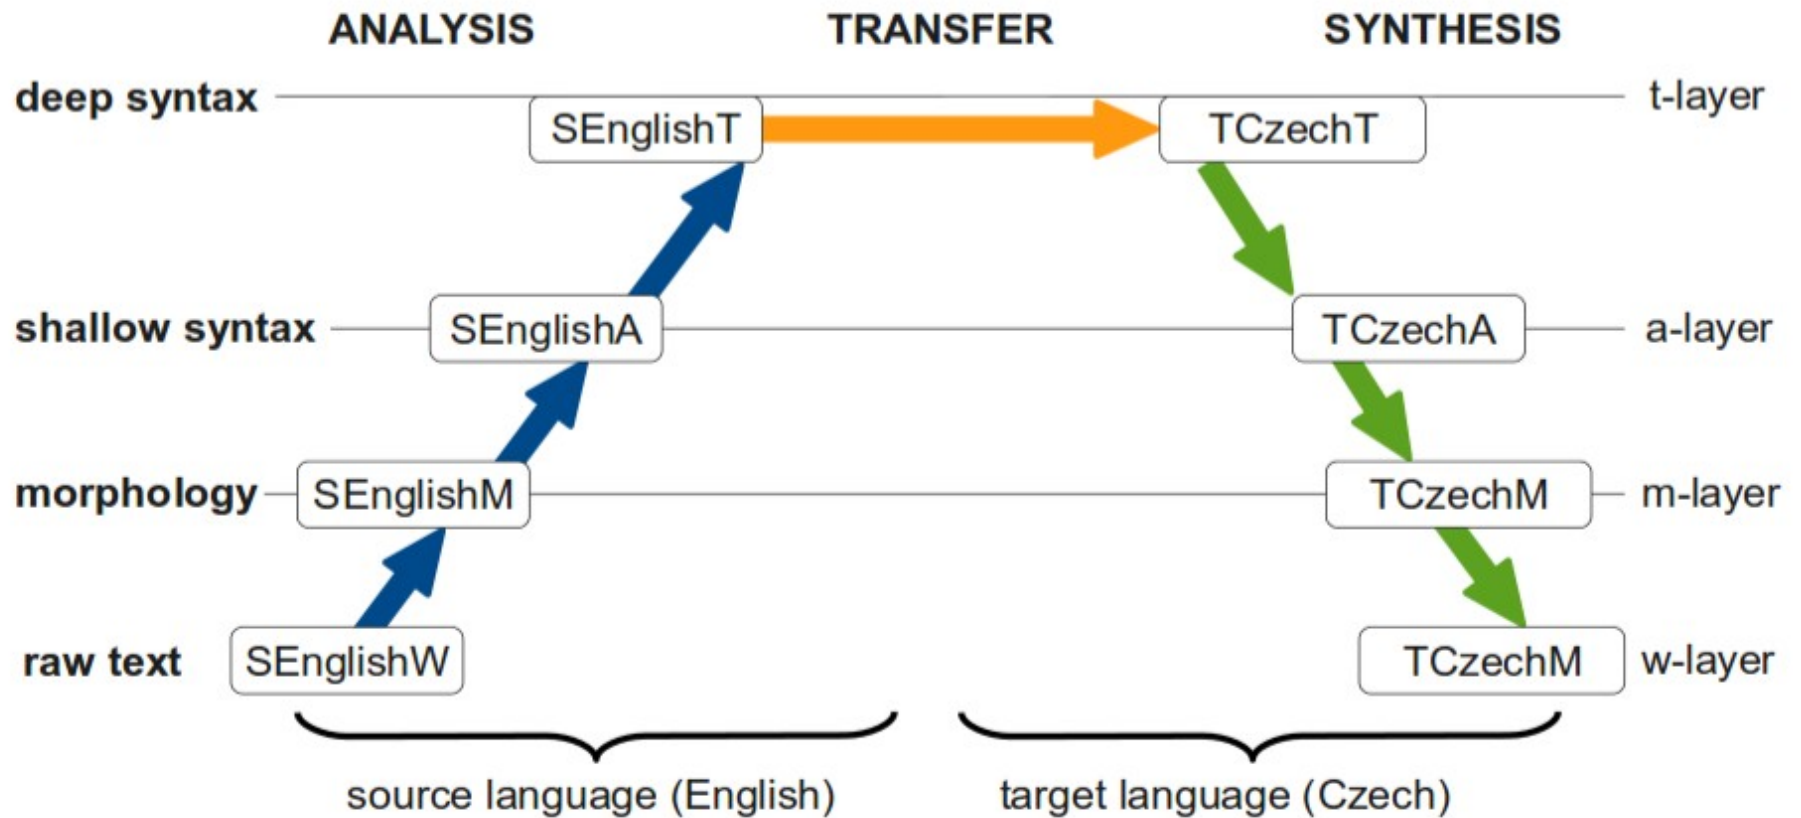 ANALYSIS TRANSFER SYNTHESIS
deep syntax SEnglishT TCzechT t-layer
shallow syntax SEnglishA TCzechA a-layer
morphology SEnglishM TCzechM m-layer
raw text SEnglishW TCzechM w-layer
source language (English) target language (Czech)